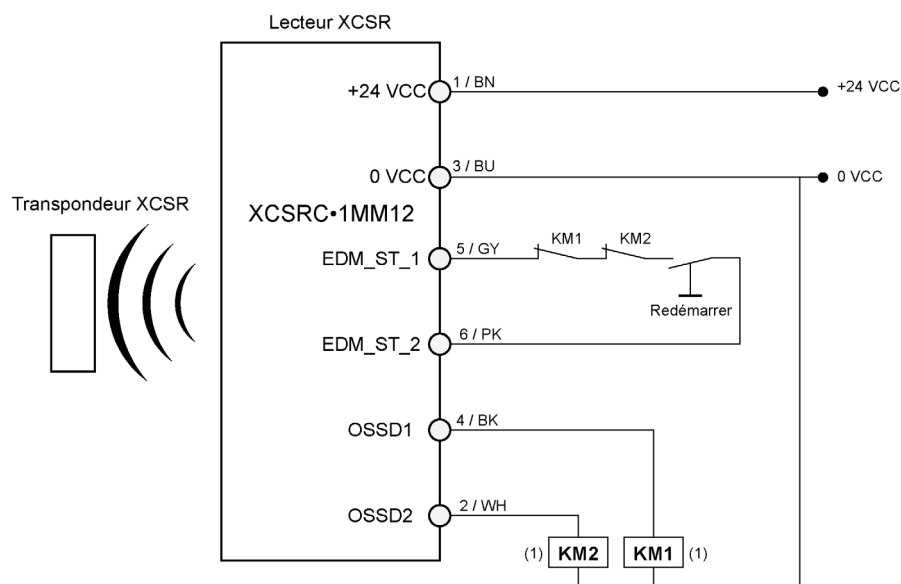 Lecteur XCSR
+24 VCC
1 / BN
+24 VCC
0 VCC
3 / BU
0 VCC
Transpondeur XCSR
XCSRC•1MM12
EDM_ST_1
5 / GY
KM1
KM2
Redémarrer
EDM_ST_2
6 / PK
OSSD1
4 / BK
OSSD2
2 / WH
(1) KM2
KM1 (1)